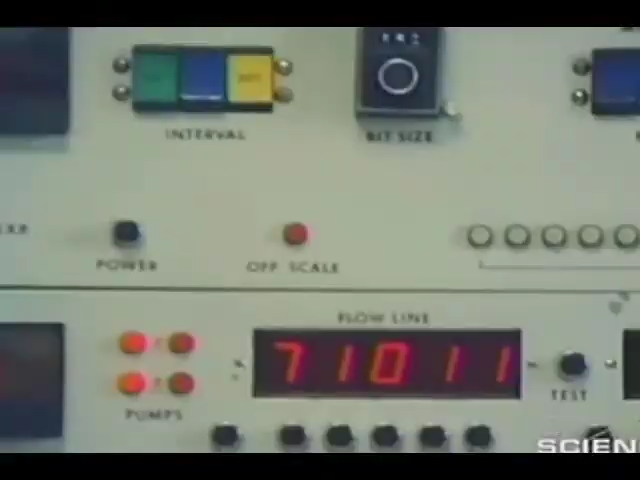 INTERVAL
BIT SIZE
POWER
OFF SCALE
FLOW LINE
71011
PUMPS
TEST
SCIEN